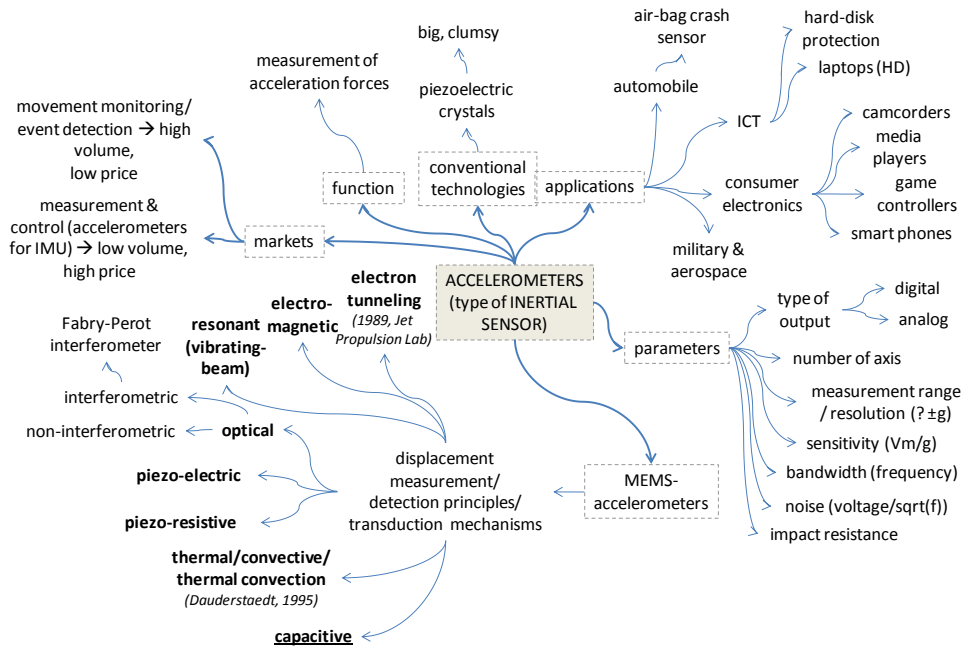 air-bag crash
sensor
hard-disk
protection
big, clumsy
measurement of
acceleration forces
automobile
laptops (HD)
piezoelectric
crystals
movement monitoring/
event detection → high
volume,
low price
ICT
camcorders
media
players
conventional
technologies
function
applications
consumer
electronics
game
controllers
measurement &
control (accelerometers
for IMU) → low volume,
high price
markets
smart phones
military &
aerospace
ACCELEROMETERS
(type of INERTIAL
SENSOR)
electron
tunneling
(1989, Jet
Propulsion Lab)
electro-
magnetic
resonant
(vibrating-
beam)
Fabry-Perot
interferometer
interferometric
non-interferometric
optical
piezo-electric
piezo-resistive
thermal/convective/
thermal convection
(Dauderstaedt, 1995)
capacitive
displacement
measurement/
detection principles/
transduction mechanisms
MEMS-
accelerometers
parameters
type of
output
digital
analog
number of axis
measurement range
/ resolution (? ±g)
sensitivity (Vm/g)
bandwidth (frequency)
noise (voltage/sqrt(f))
impact resistance